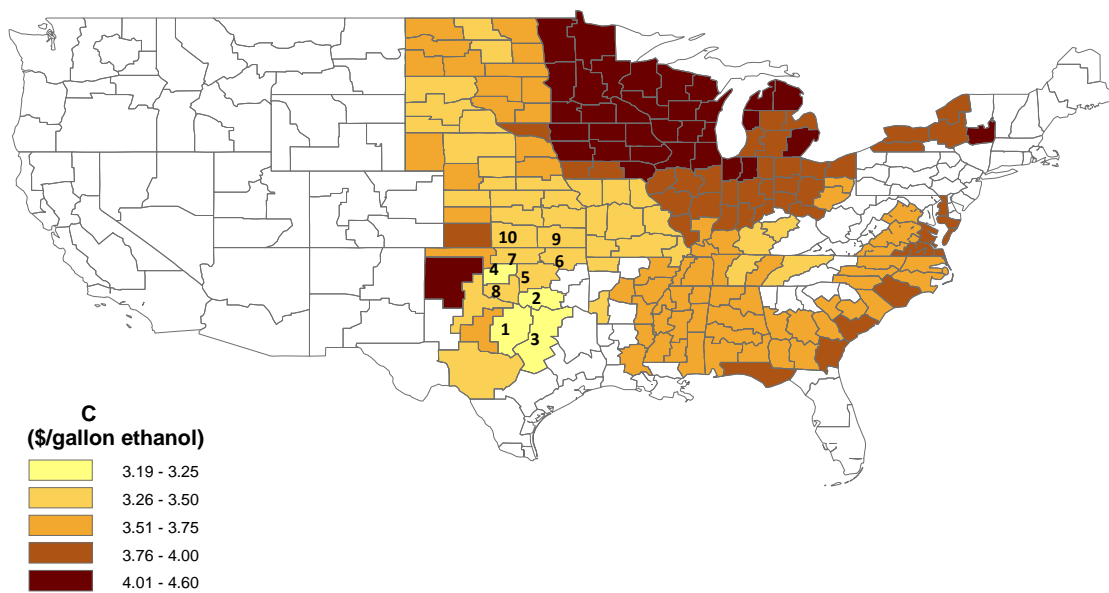 10 9
7 6
4 5
8 2
1 3
C
($/gallon ethanol)
3.19 - 3.25
3.26 - 3.50
3.51 - 3.75
3.76 - 4.00
4.01 - 4.60